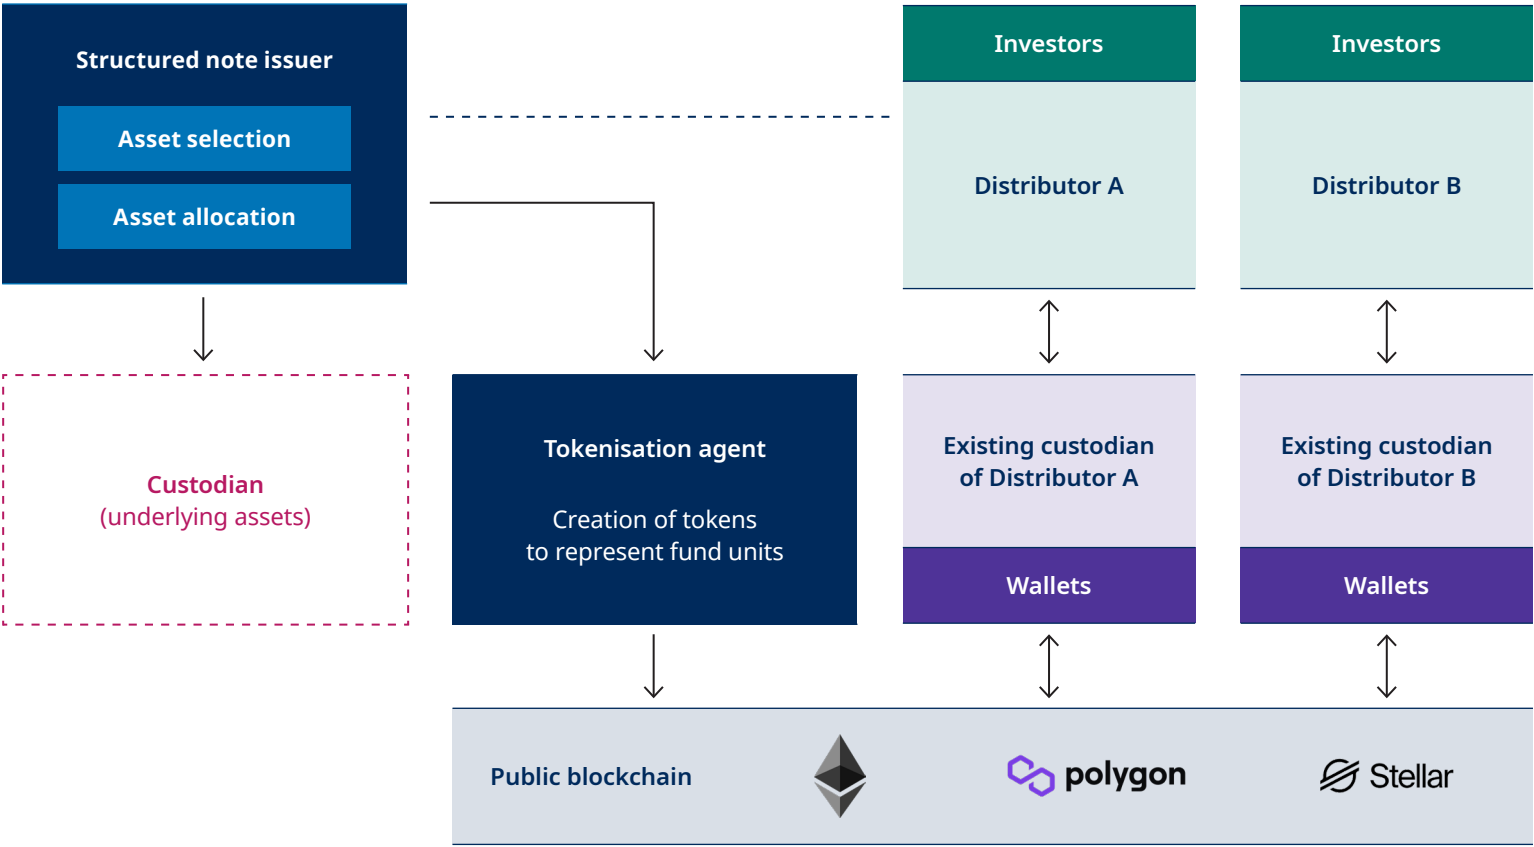 Structured note issuer
Asset selection
Asset allocation
Investors
Distributor A
Investors
Distributor B
Custodian
(underlying assets)
Tokenisation agent
Creation of tokens
to represent fund units
Existing custodian
of Distributor A
Wallets
Existing custodian
of Distributor B
Wallets
Public blockchain
polygon
Stellar